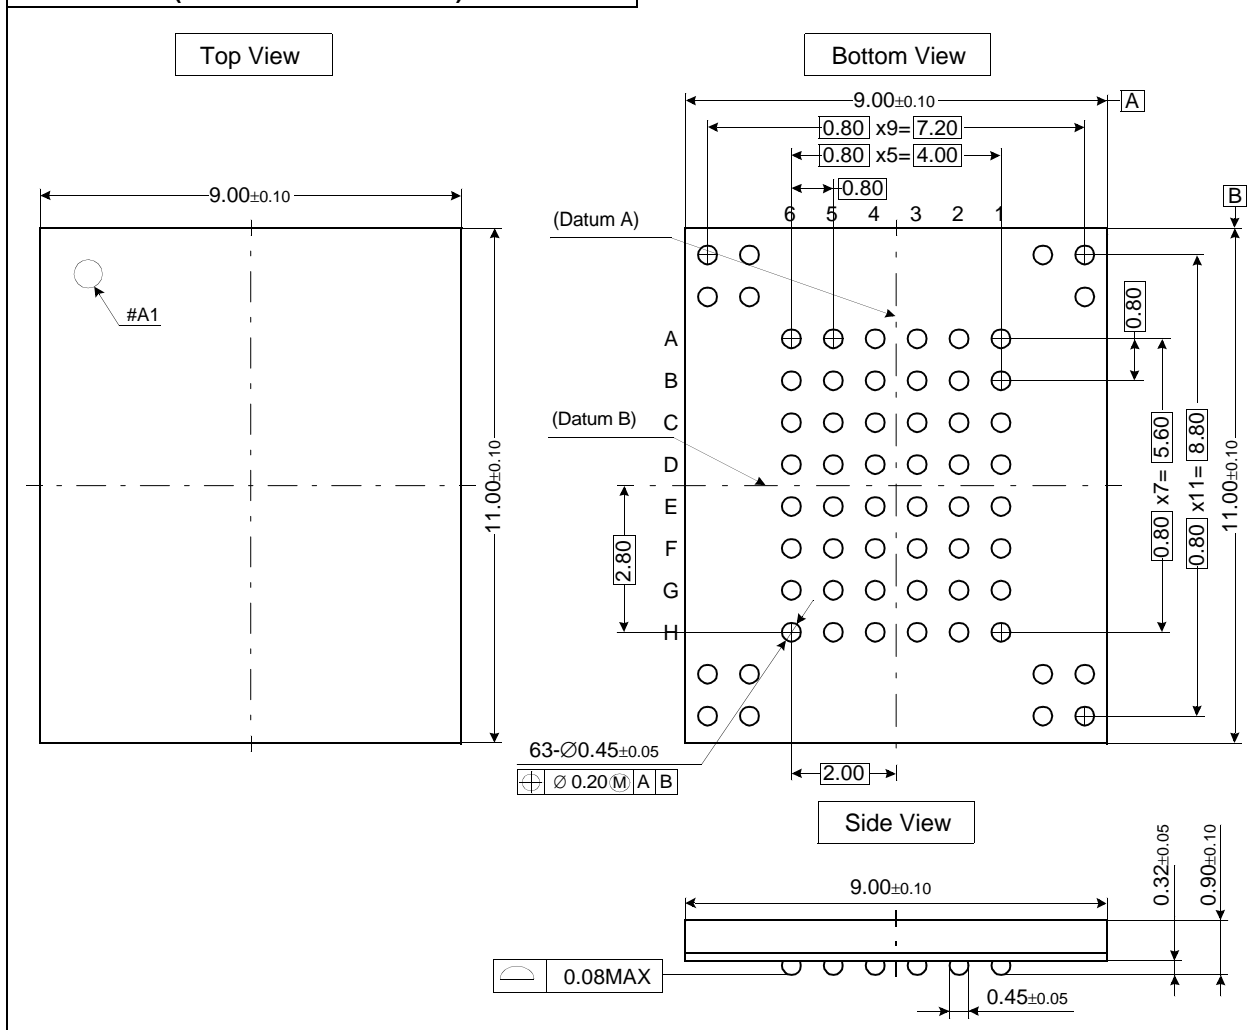 Top View
Bottom View
9.00±0.10
A
0.80 x9= 7.20
0.80 x5= 4.00
0.80
9.00±0.10
B
6 5 4 3 2 1
(Datum A)
#A1
0.80
A
B
(Datum B)
C
D
E
F
G
H
11.00±0.10
2.80
0.80 x7= 5.60
0.80 x11= 8.80
11.00±0.10
63-∅0.45±0.05
⌖ ∅ 0.20 Ⓜ A B
2.00
Side View
9.00±0.10
0.32±0.05
0.90±0.10
0.08MAX
0.45±0.05